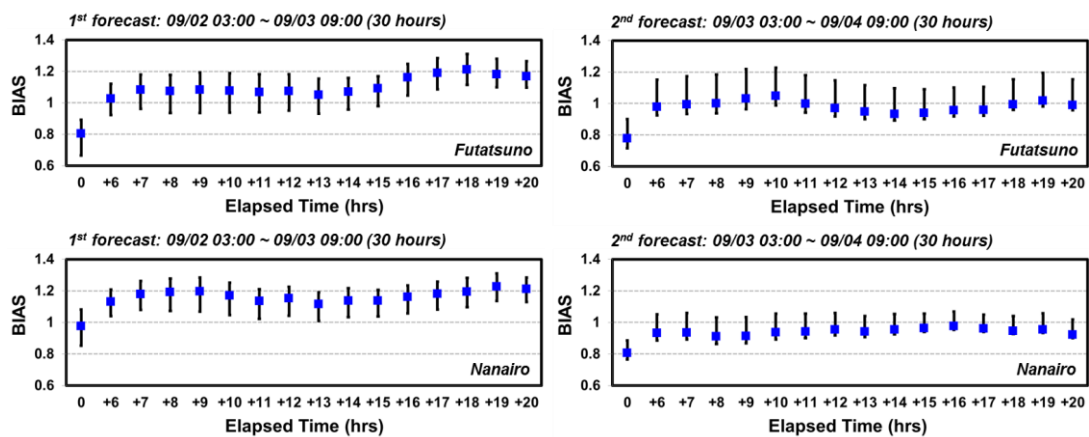 1st forecast: 09/02 03:00 ~ 09/03 09:00 (30 hours)
BIAS
1.4
1.2
1
0.8
0.6
Futatsuno
0 +6 +7 +8 +9 +10 +11 +12 +13 +14 +15 +16 +17 +18 +19 +20
Elapsed Time (hrs)
2nd forecast: 09/03 03:00 ~ 09/04 09:00 (30 hours)
BIAS
1.4
1.2
1
0.8
0.6
Futatsuno
0 +6 +7 +8 +9 +10 +11 +12 +13 +14 +15 +16 +17 +18 +19 +20
Elapsed Time (hrs)
1st forecast: 09/02 03:00 ~ 09/03 09:00 (30 hours)
BIAS
1.4
1.2
1
0.8
0.6
Nanairo
0 +6 +7 +8 +9 +10 +11 +12 +13 +14 +15 +16 +17 +18 +19 +20
Elapsed Time (hrs)
2nd forecast: 09/03 03:00 ~ 09/04 09:00 (30 hours)
BIAS
1.4
1.2
1
0.8
0.6
Nanairo
0 +6 +7 +8 +9 +10 +11 +12 +13 +14 +15 +16 +17 +18 +19 +20
Elapsed Time (hrs)